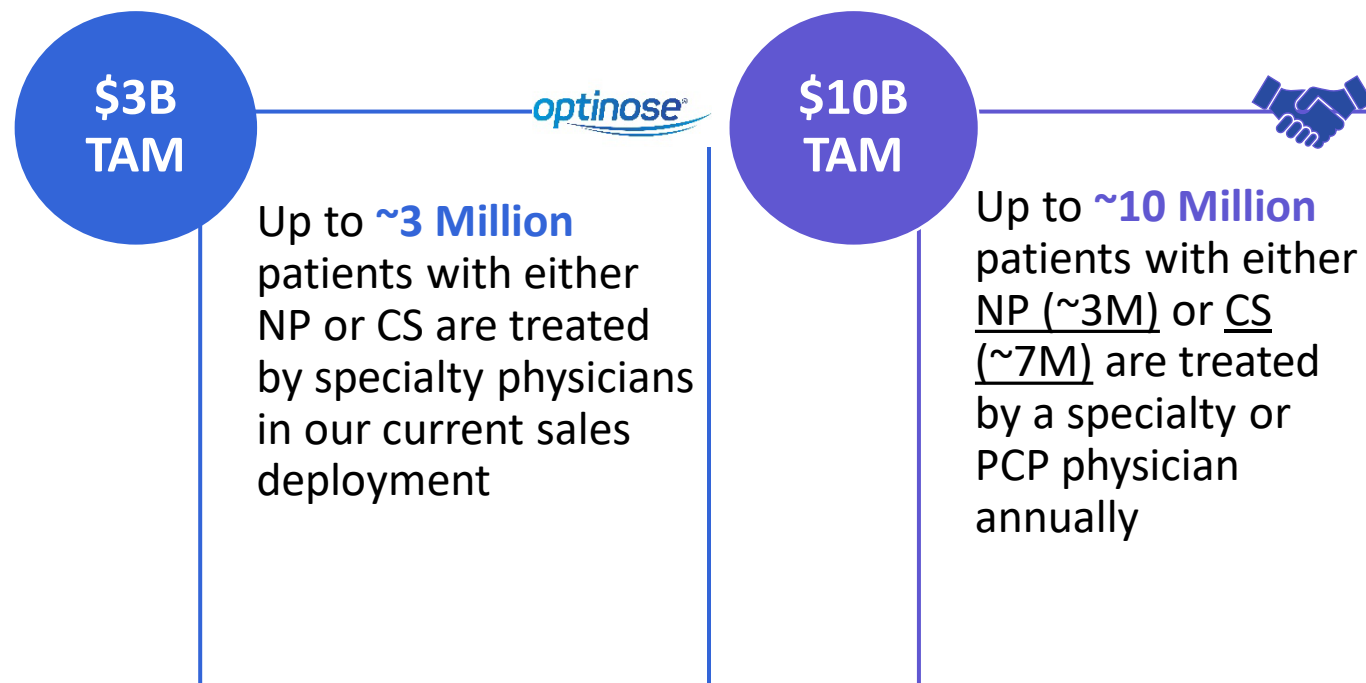 $3B
TAM
optinose®
Up to ~3 Million
patients with either
NP or CS are treated
by specialty physicians
in our current sales
deployment
$10B
TAM
Up to ~10 Million
patients with either
NP (~3M) or CS
(~7M) are treated
by a specialty or
PCP physician
annually